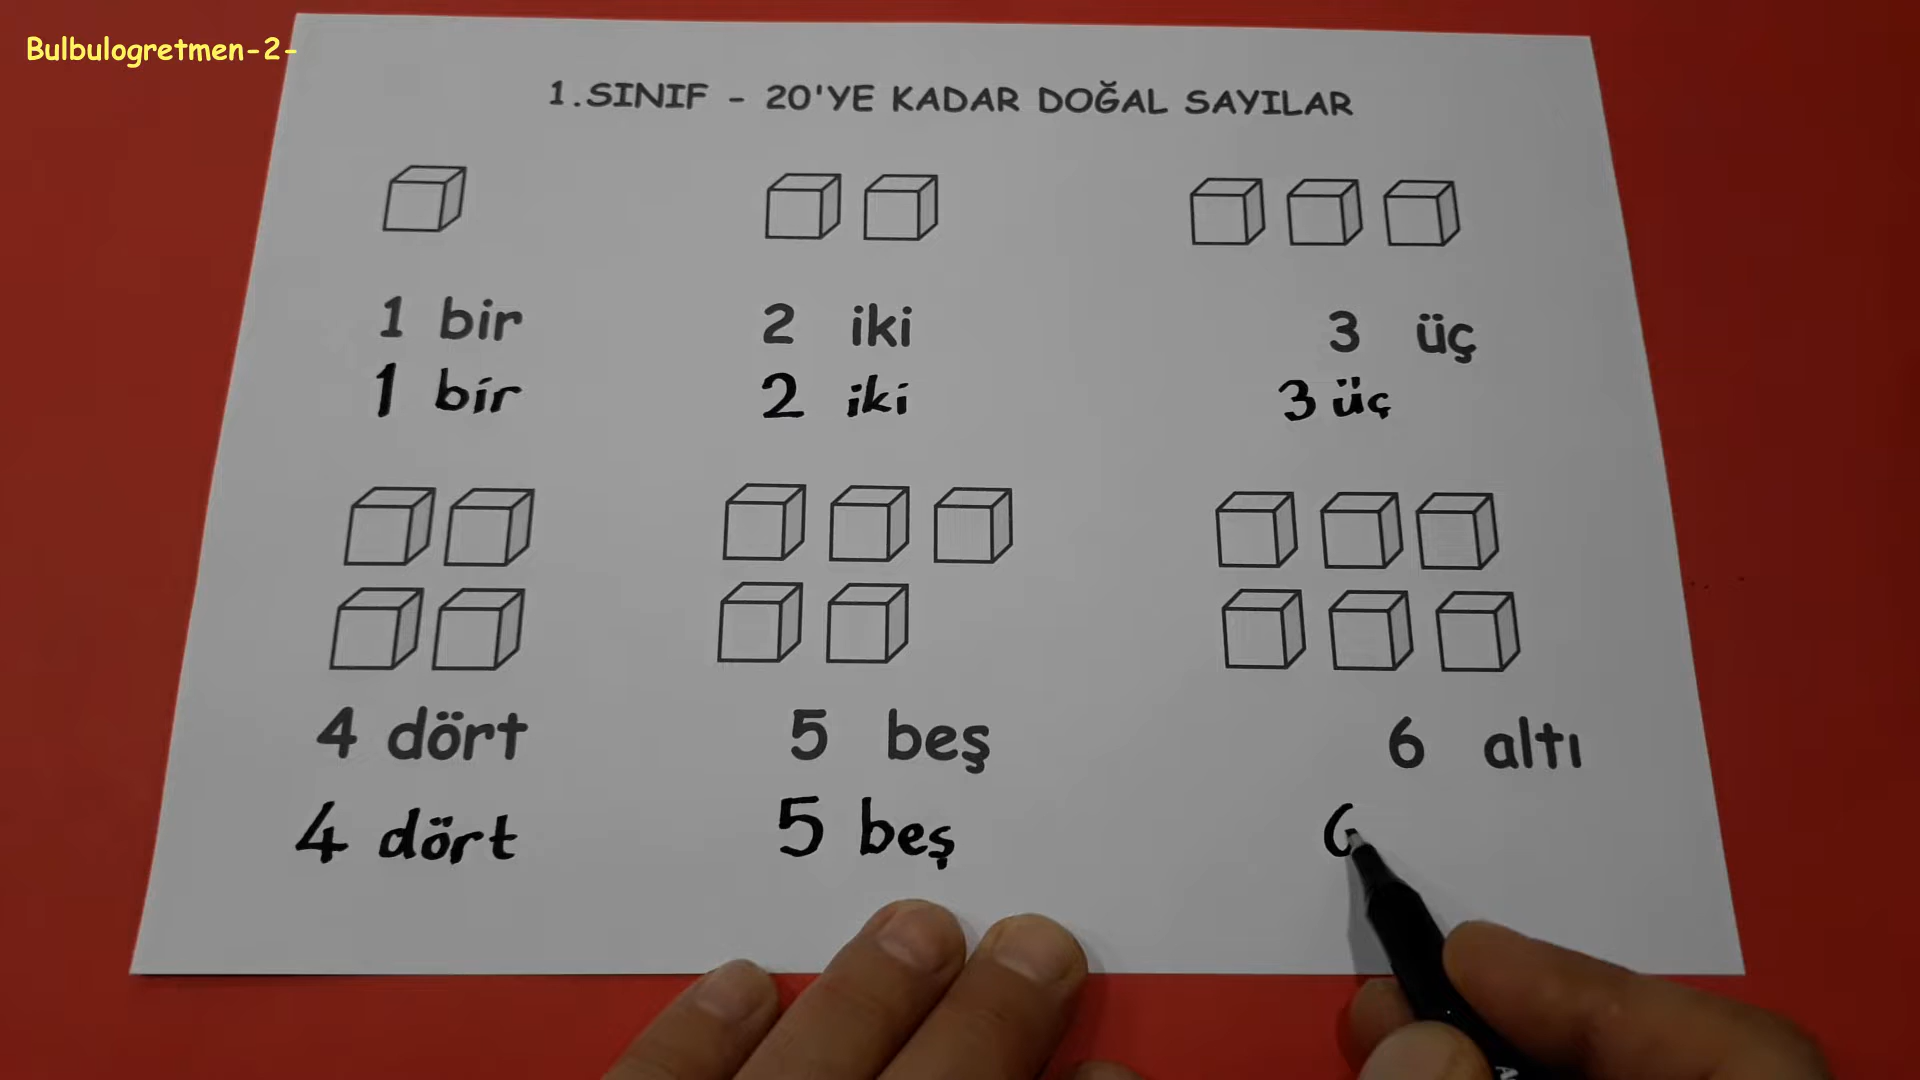 Bulbulogretmen-2-
1.SINIF - 20'YE KADAR DOĞAL SAYILAR
1 bir
2 iki
3 üç
1 bir
2 iki
3 üç
4 dört
5 beş
6 altı
4 dört
5 beş
6